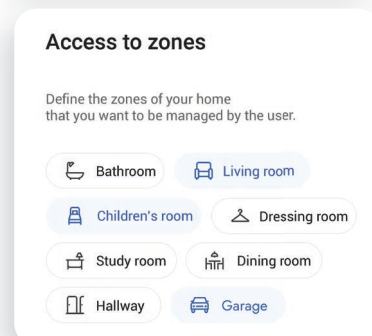 Access to zones
Define the zones of your home
that you want to be managed by the user.
Bathroom
Living room
Children's room
Dressing room
Study room
Dining room
Hallway
Garage